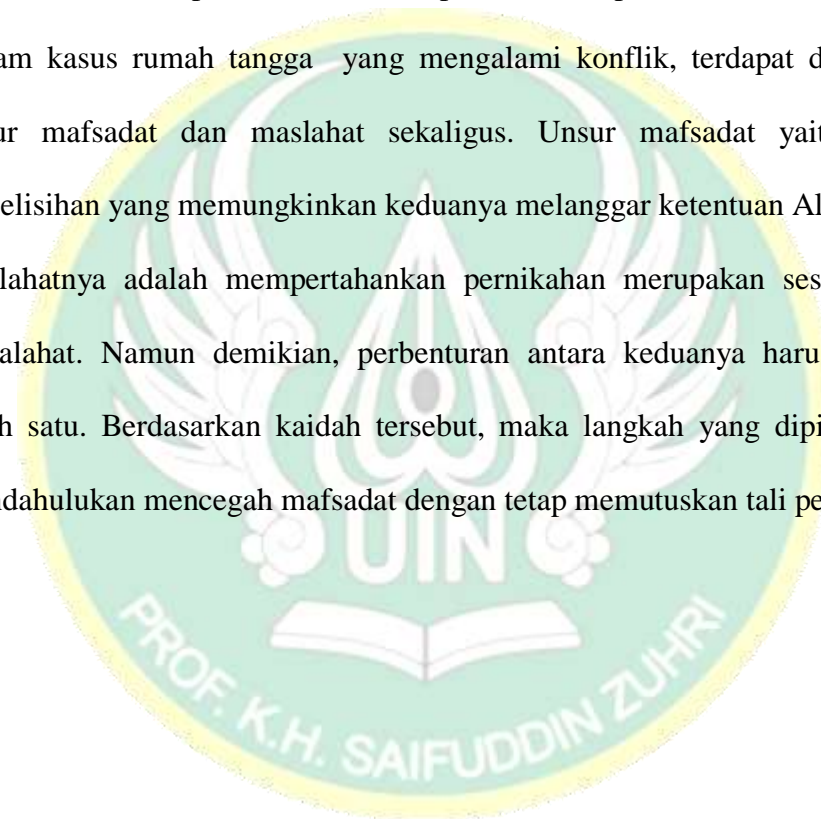 am kasus rumah tangga yang mengalami konflik, terdapat d
ur mafsadat dan maslahat sekaligus. Unsur mafsadat yait
elisihan yang memungkinkan keduanya melanggar ketentuan Al
lahatnya adalah mempertahankan pernikahan merupakan ses
alahat. Namun demikian, perbenturan antara keduanya haru
h satu. Berdasarkan kaidah tersebut, maka langkah yang dipi
ndahulukan mencegah mafsadat dengan tetap memutuskan tali pe
UIN
PROF. K.H. SAIFUDDIN ZUHRI